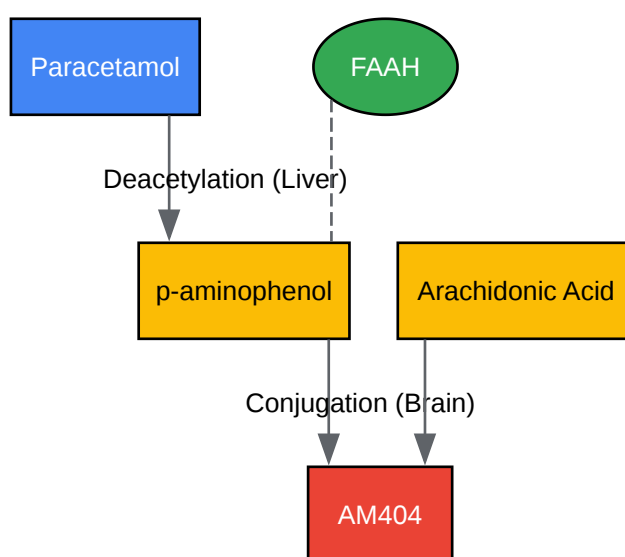 Paracetamol
FAAH
Deacetylation (Liver)
p-aminophenol
Arachidonic Acid
Conjugation (Brain)
AM404